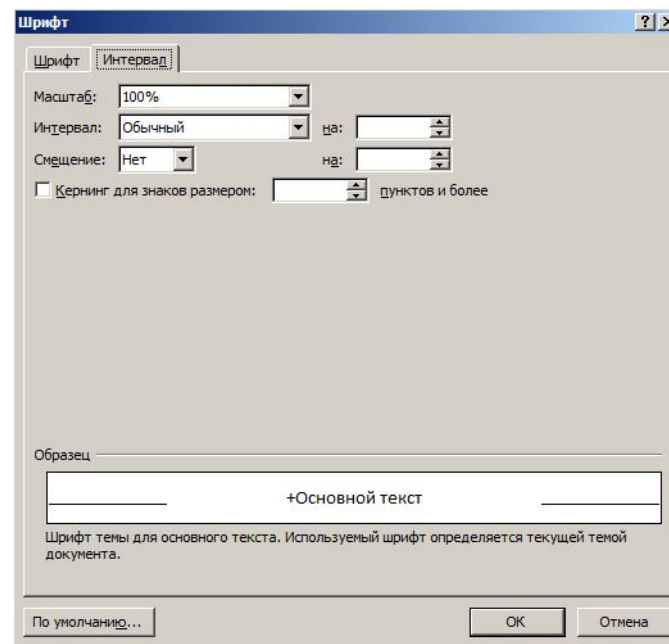 Шрифт
Шрифт Интервал
Масштаб: 100%
Интервал: Обычный на:
Смещение: Нет на:
Кернинг для знаков размером: пунктов и более
Образец
+Основной текст
Шрифт темы для основного текста. Используемый шрифт определяется текущей темой
документа.
По умолчанию... ОК Отмена